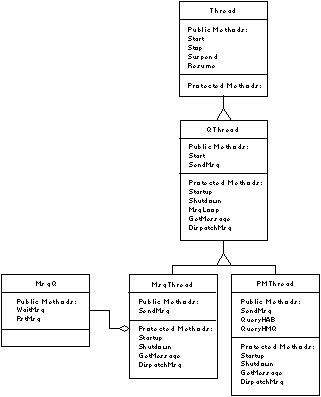 Thread
Public Methods:
Start
Stop
Suspend
Resume
Protected Methods:
QThread
Public Methods:
Start
SendMsg
Protected Methods:
Startup
Shutdown
MsgLoop
GetMessage
DispatchMsg
MsgQ
Public Methods:
WaitMsg
PstMsg
MsgThread
Public Methods:
SendMsg
Protected Methods:
Startup
Shutdown
GetMessage
DispatchMsg
PMThread
Public Methods:
SendMsg
QueryHAB
QueryHMQ
Protected Methods:
Startup
Shutdown
GetMessage
DispatchMsg